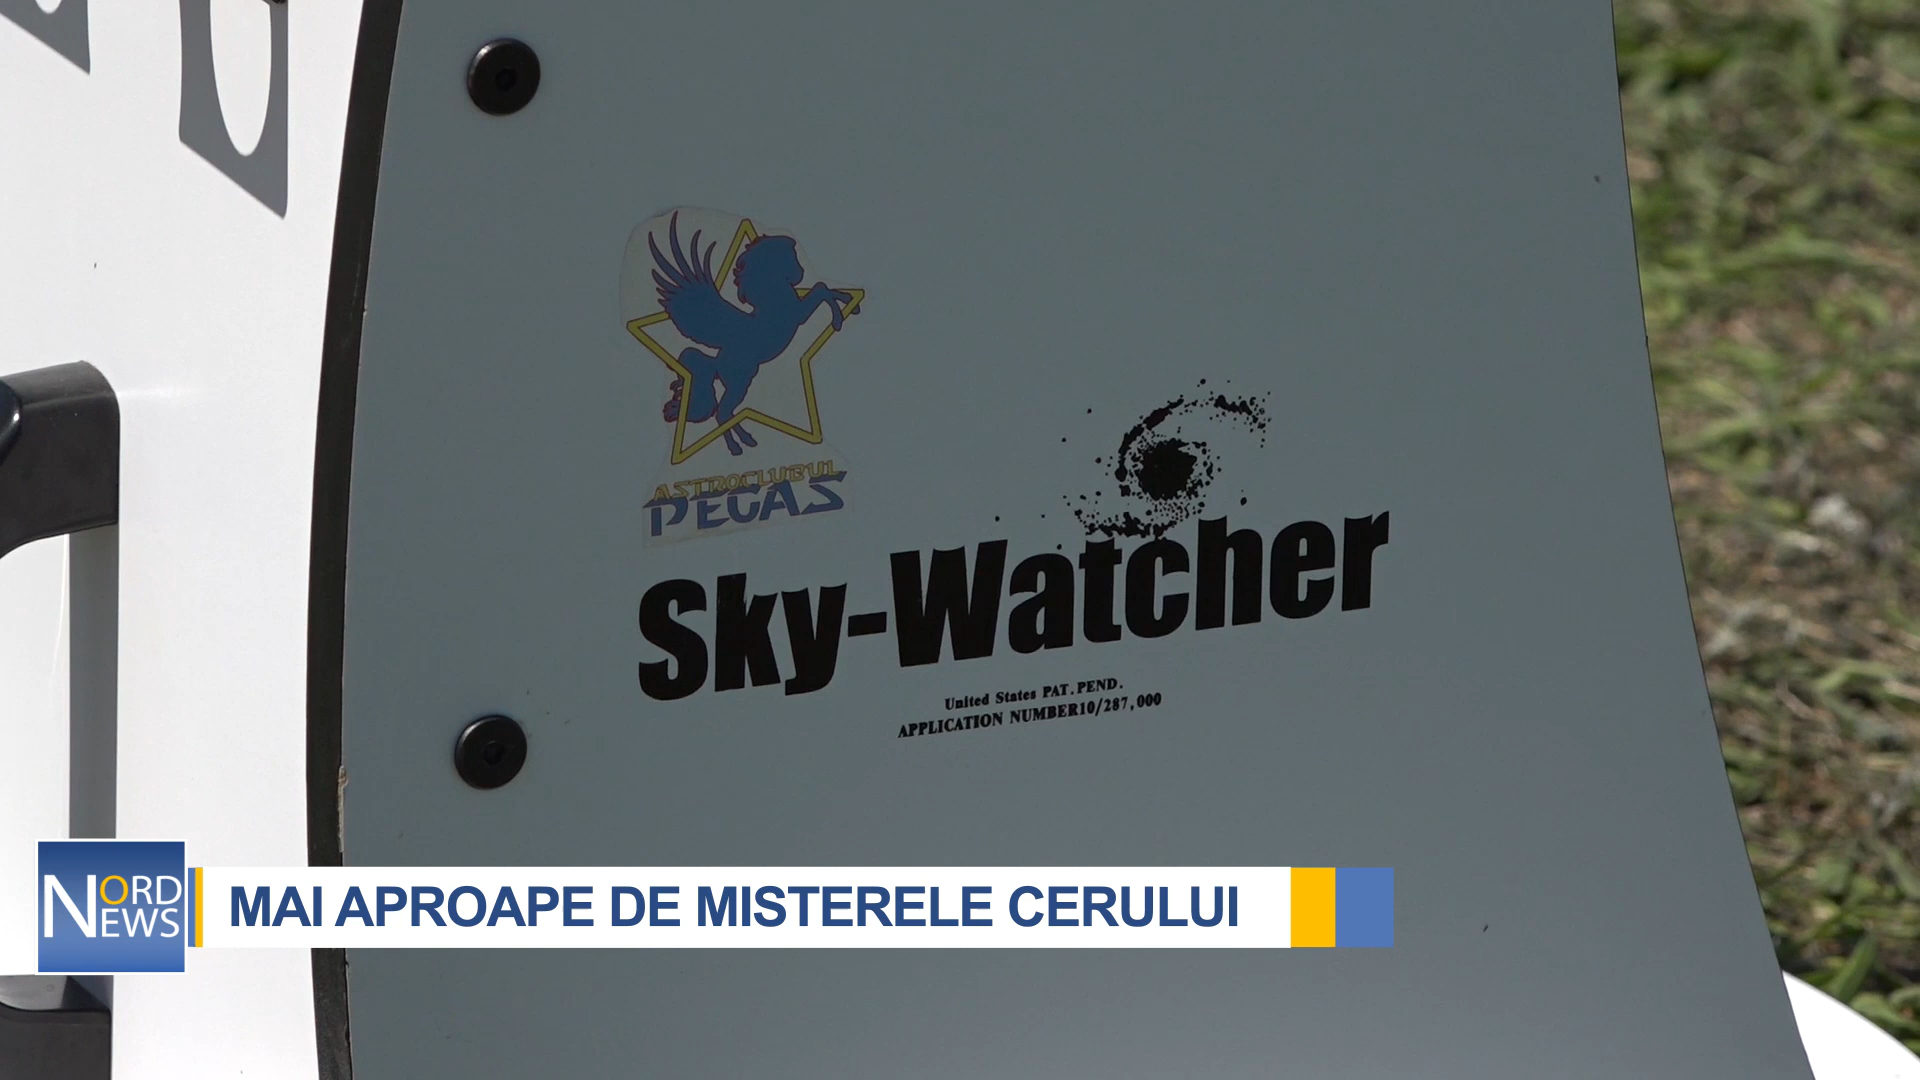 ASTROCLUBUL
PEGAS
Sky-Watcher
United States PAT.PEND.
APPLICATION NUMBER10/287,000
NORD
NEWS
MAI APROAPE DE MISTERELE CERULUI